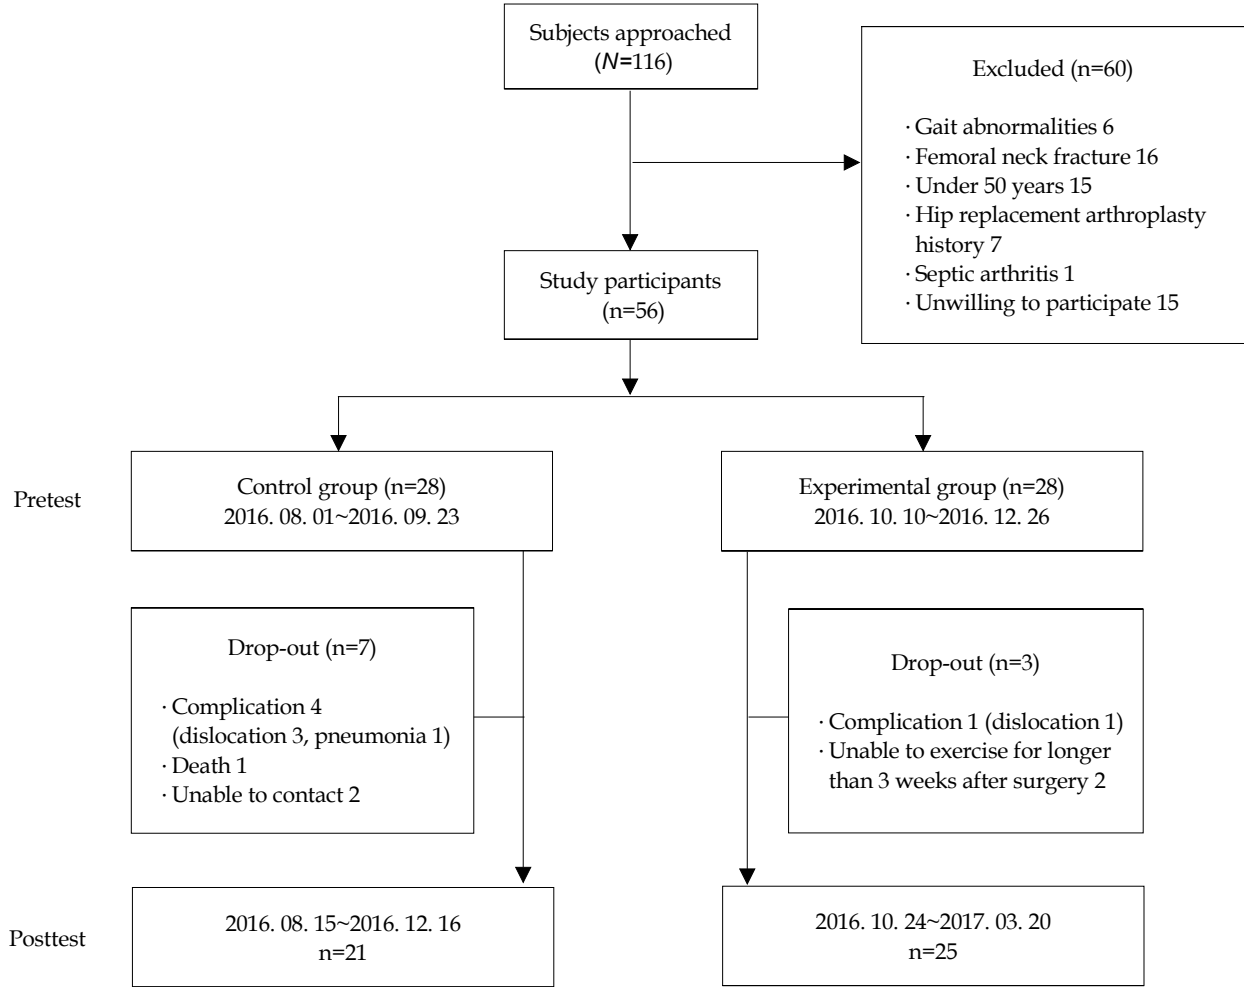 Subjects approached
(N=116)
Excluded (n=60)
· Gait abnormalities 6
· Femoral neck fracture 16
· Under 50 years 15
· Hip replacement arthroplasty
history 7
· Septic arthritis 1
· Unwilling to participate 15
Study participants
(n=56)
Pretest
Control group (n=28)
2016. 08. 01~2016. 09. 23
Experimental group (n=28)
2016. 10. 10~2016. 12. 26
Drop-out (n=7)
· Complication 4
(dislocation 3, pneumonia 1)
· Death 1
· Unable to contact 2
Drop-out (n=3)
· Complication 1 (dislocation 1)
· Unable to exercise for longer
than 3 weeks after surgery 2
Posttest
2016. 08. 15~2016. 12. 16
n=21
2016. 10. 24~2017. 03. 20
n=25